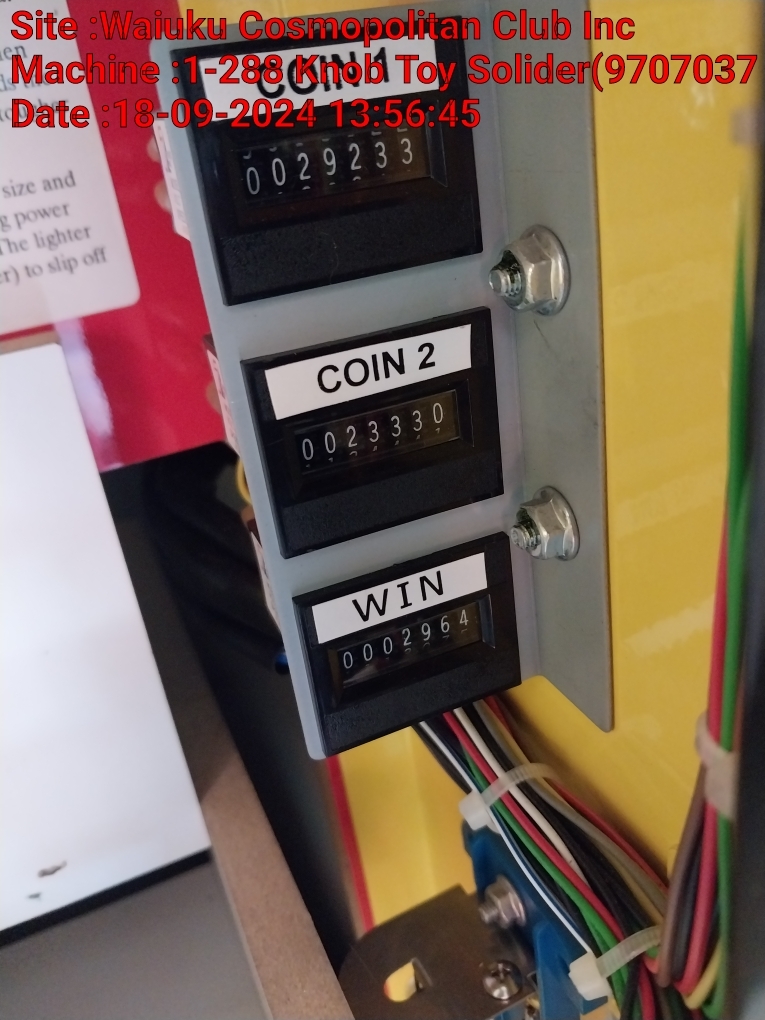 Site :Waiuku Cosmopolitan Club Inc
Machine :1-288 Knob Toy Solider(9707037
Date :18-09-2024 13:56:45
COIN 1
0029233
size and
g power
The lighter
er) to slip off
COIN 2
0023330
WIN
0002964